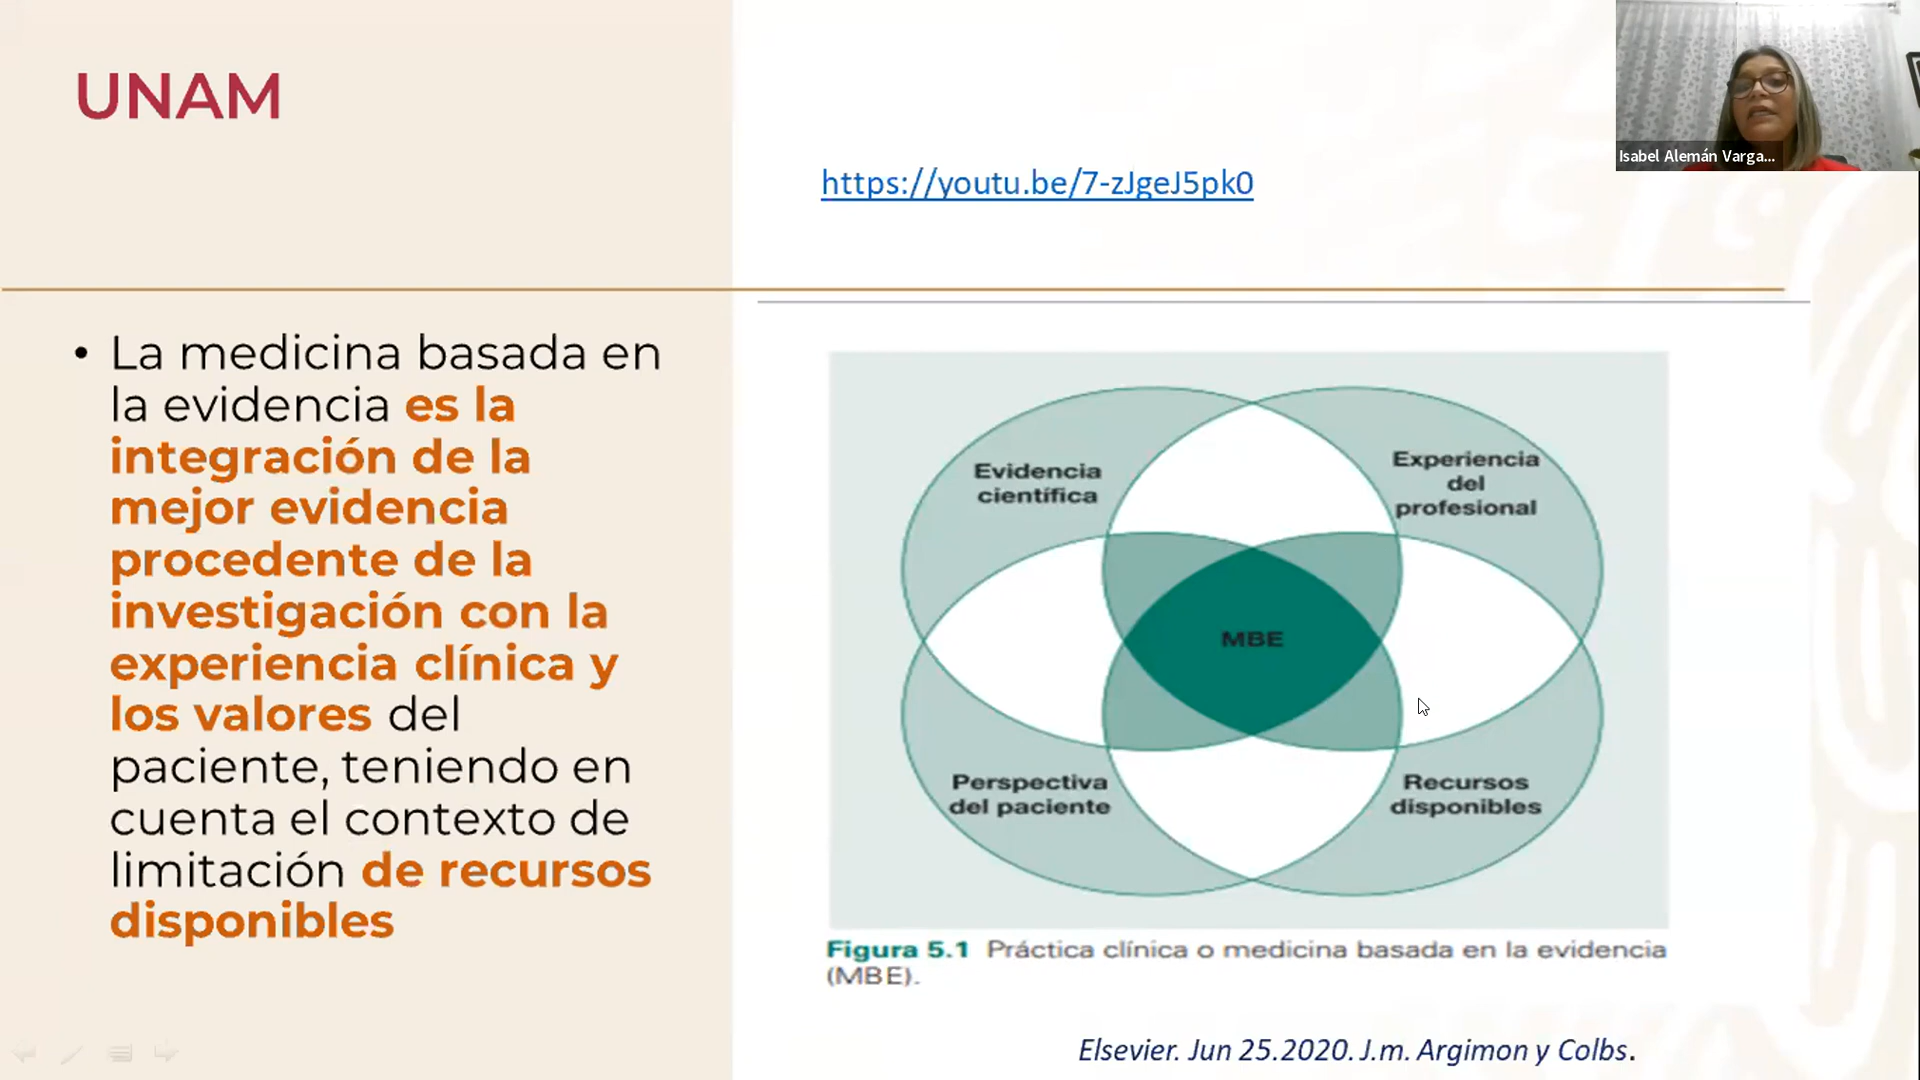 UNAM
https://youtu.be/7-zJgeJ5pk0
Isabel Alemán Varga...
• La medicina basada en
la evidencia es la
integración de la
mejor evidencia
procedente de la
investigación con la
experiencia clínica y
los valores del
paciente, teniendo en
cuenta el contexto de
limitación de recursos
disponibles
Evidencia
científica
Experiencia
del
profesional
MBE
Perspectiva
del paciente
Recursos
disponibles
Figura 5.1 Práctica clínica o medicina basada en la evidencia
(MBE).
Elsevier. Jun 25.2020. J.m. Argimon y Colbs.